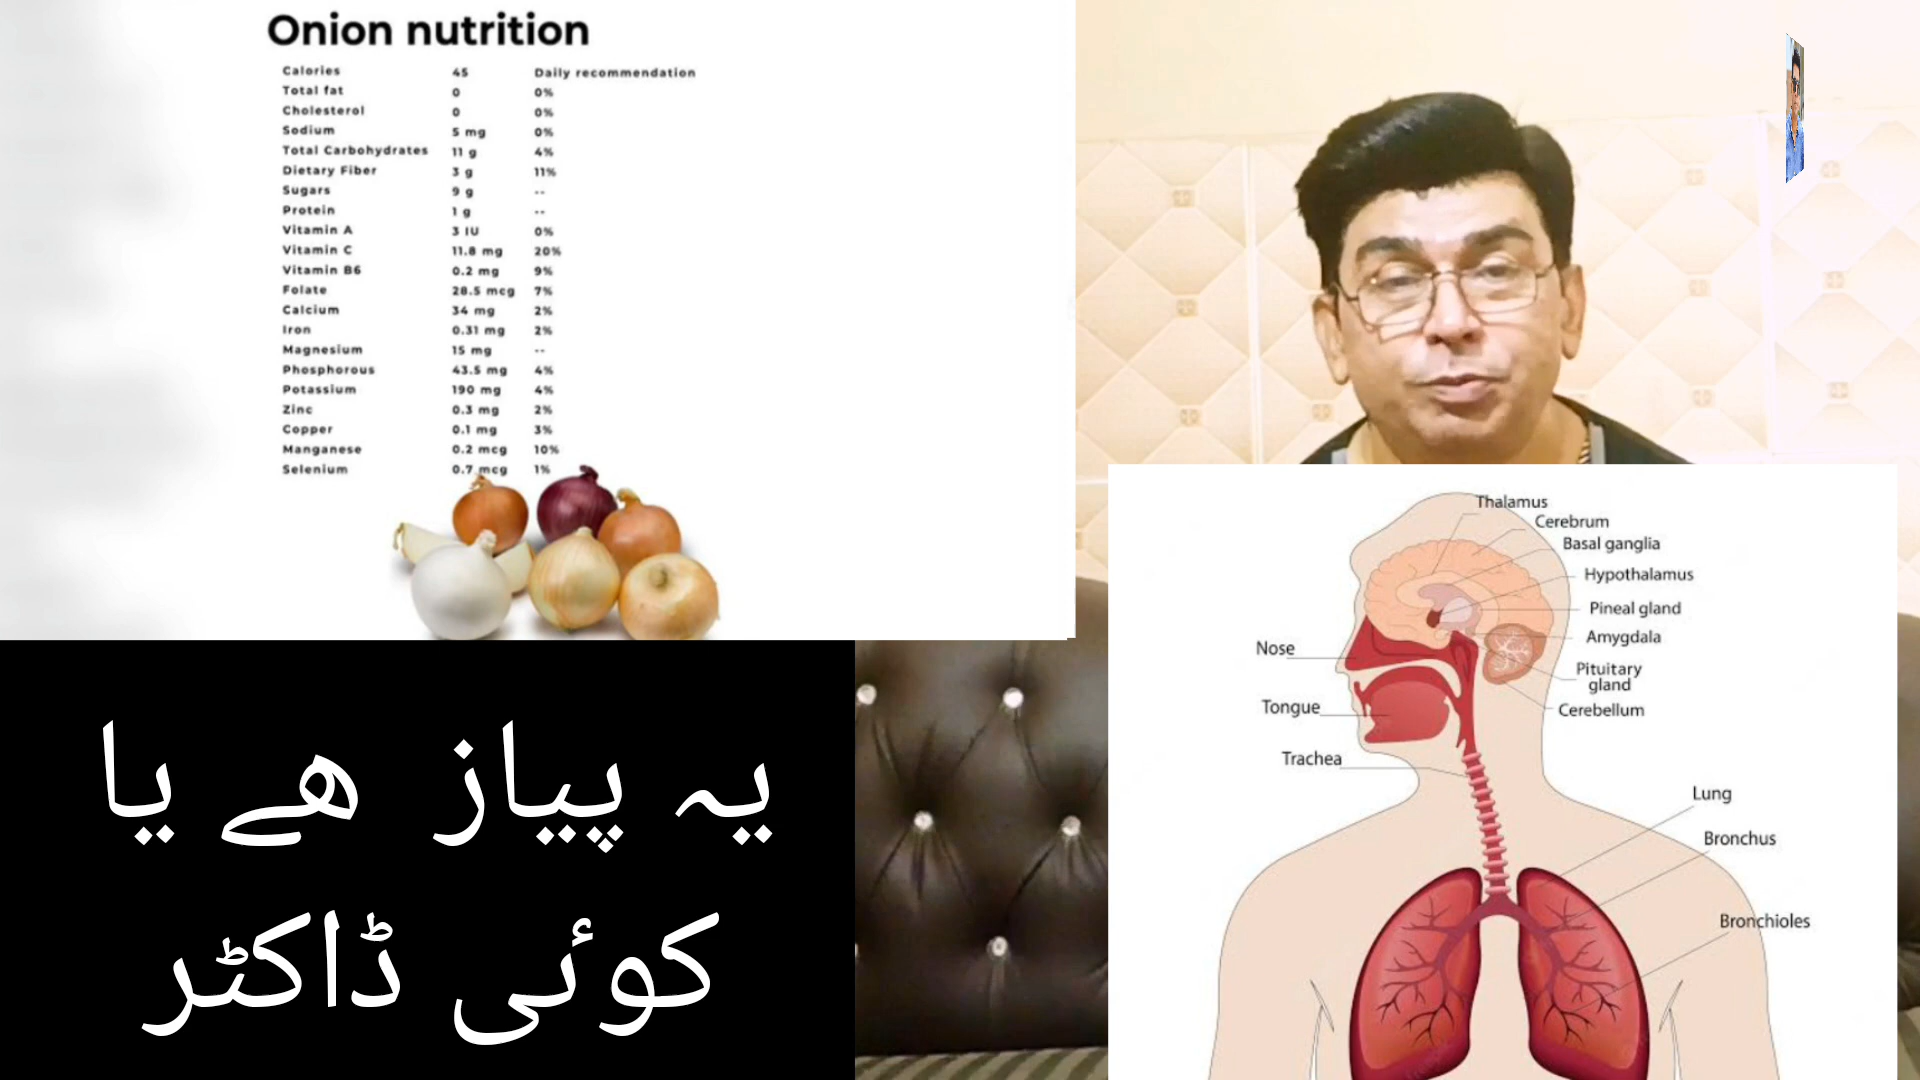 Onion nutrition
Calories 45 Daily recommendation
Total fat 0 0%
Cholesterol 0 0%
Sodium 5 mg 0%
Total Carbohydrates 11 g 4%
Dietary Fiber 3 g 11%
Sugars 9 g --
Protein 1 g --
Vitamin A 3 IU 0%
Vitamin C 11.8 mg 20%
Vitamin B6 0.2 mg 9%
Folate 28.5 mcg 7%
Calcium 34 mg 2%
Iron 0.31 mg 2%
Magnesium 15 mg --
Phosphorous 43.5 mg 4%
Potassium 190 mg 4%
Zinc 0.3 mg 2%
Copper 0.1 mg 3%
Manganese 0.2 mcg 10%
Selenium 0.7 mcg 1%
یہ پیاز ھے یا
کوئی ڈاکٹر
Thalamus
Cerebrum
Basal ganglia
Hypothalamus
Pineal gland
Amygdala
Pituitary
gland
Cerebellum
Nose
Tongue
Trachea
Lung
Bronchus
Bronchioles